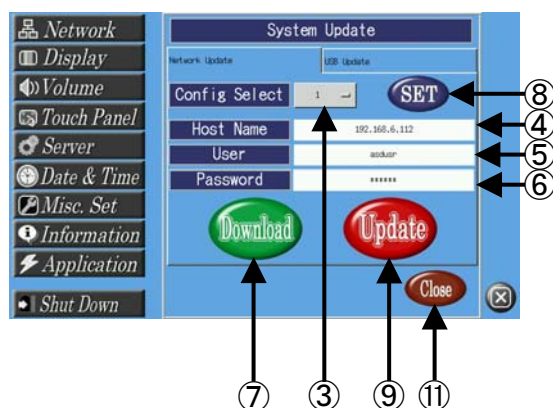 Network
Display
Volume
Touch Panel
Server
Date & Time
Misc. Set
Information
Application
Shut Down
System Update
Network Update
USB Update
Config Select
1
SET
⑧
Host Name
192.168.6.112
④
User
asdusr
⑤
Password
******
⑥
Download
Update
Close
⑦
③
⑨
⑪